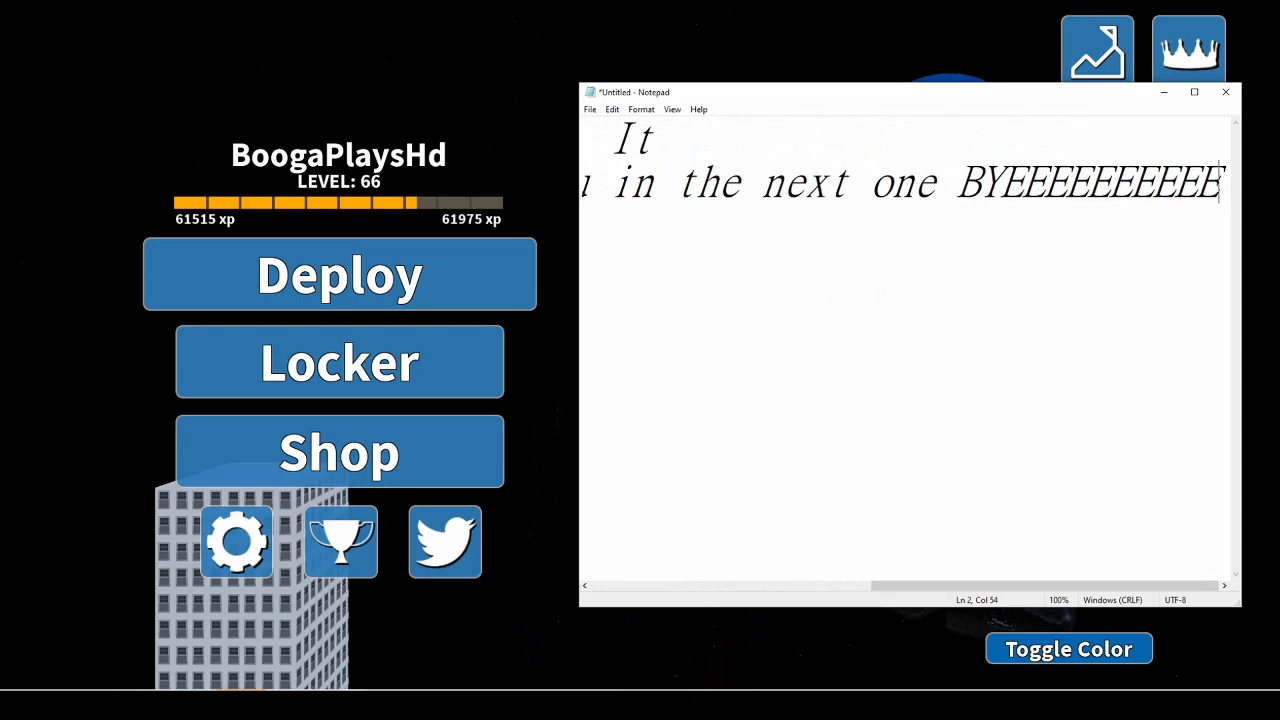 BoogaPlaysHd
LEVEL: 66
61515 xp
61975 xp
Deploy
Locker
Shop
*Untitled - Notepad
File Edit Format View Help
It
in the next one BYEEEEEEEEEE
Ln 2, Col 54
100%
Windows (CRLF)
UTF-8
Toggle Color